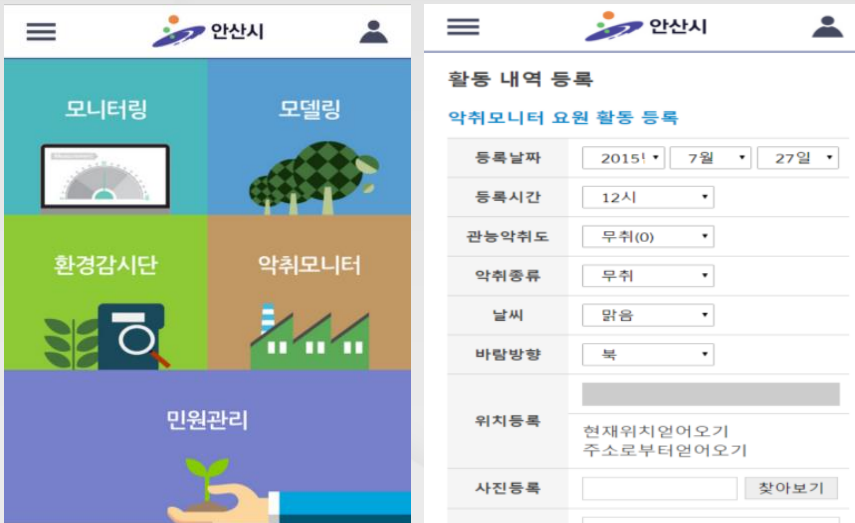 안산시
모니터링
모델링
환경감시단
악취모니터
민원관리
안산시
활동 내역 등록
악취모니터 요원 활동 등록
등록날짜 2015 7월 27일
등록시간 12시
관능악취도 무취(0)
악취종류 무취
날씨 맑음
바람방향 북
위치등록
현재위치얻어오기
주소로부터얻어오기
사진등록 찾아보기